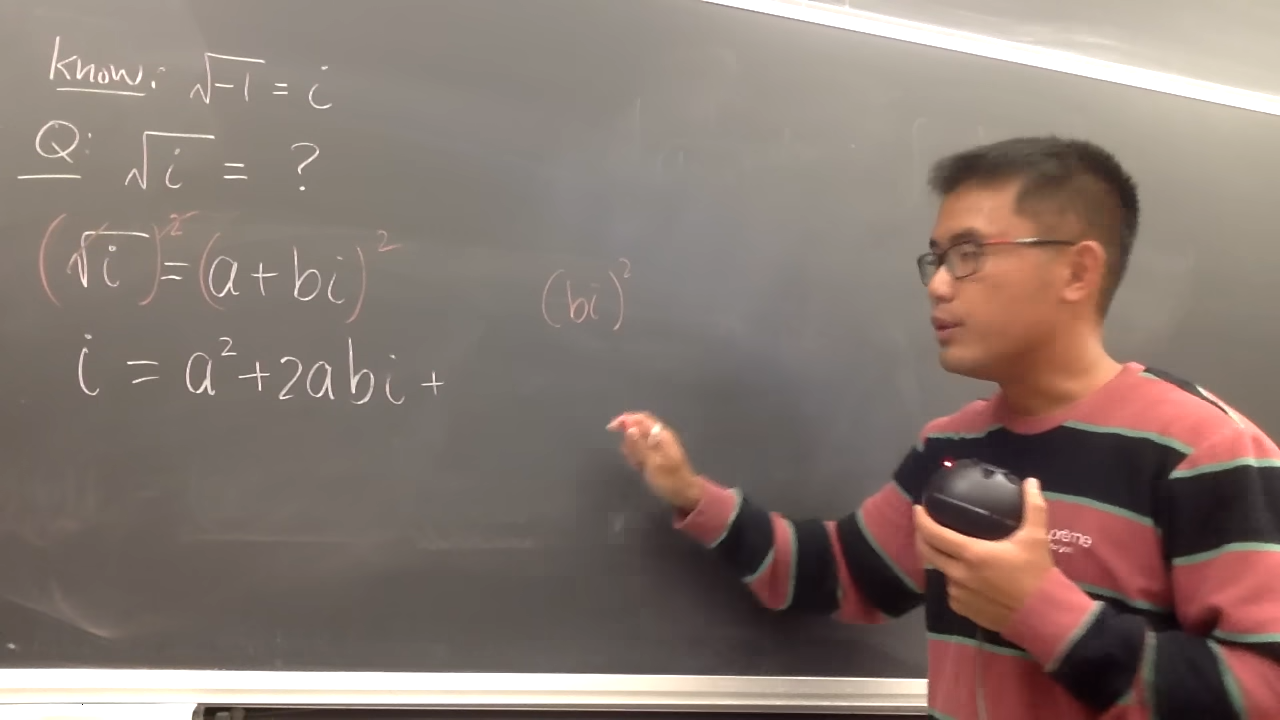 Know: √-1 = i
Q: √i = ?
(√i)² = (a+bi)²
(bi)²
i = a² + 2abi +